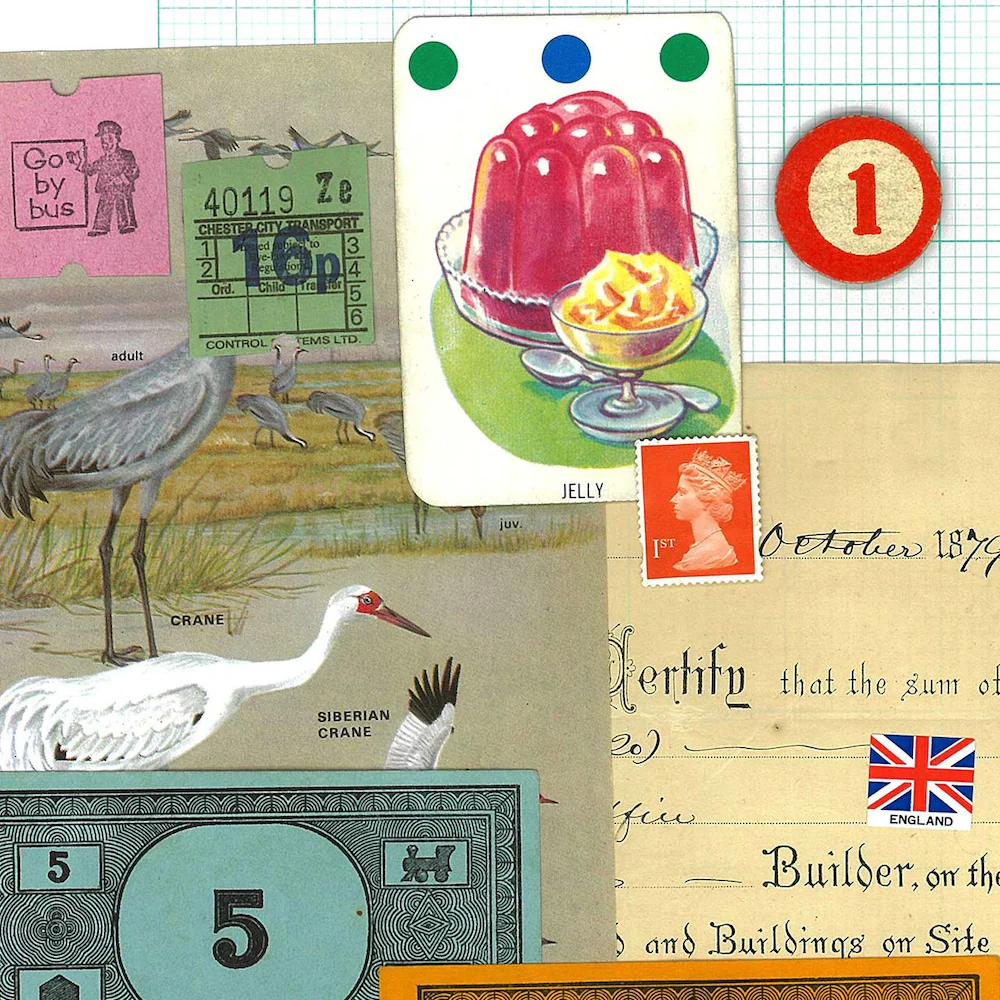 Go
by
bus
40119 Ze
CHESTER CITY TRANSPORT
1
2
3
4
5
6
18p
Ord. Child Transfer
CONTROL
TEMS LTD.
adult
juv.
CRANE
SIBERIAN
CRANE
JELLY
1
1ST
October 1879
Certify that the sum of
Builder, on the
and Buildings on Site
ENGLAND
5
5